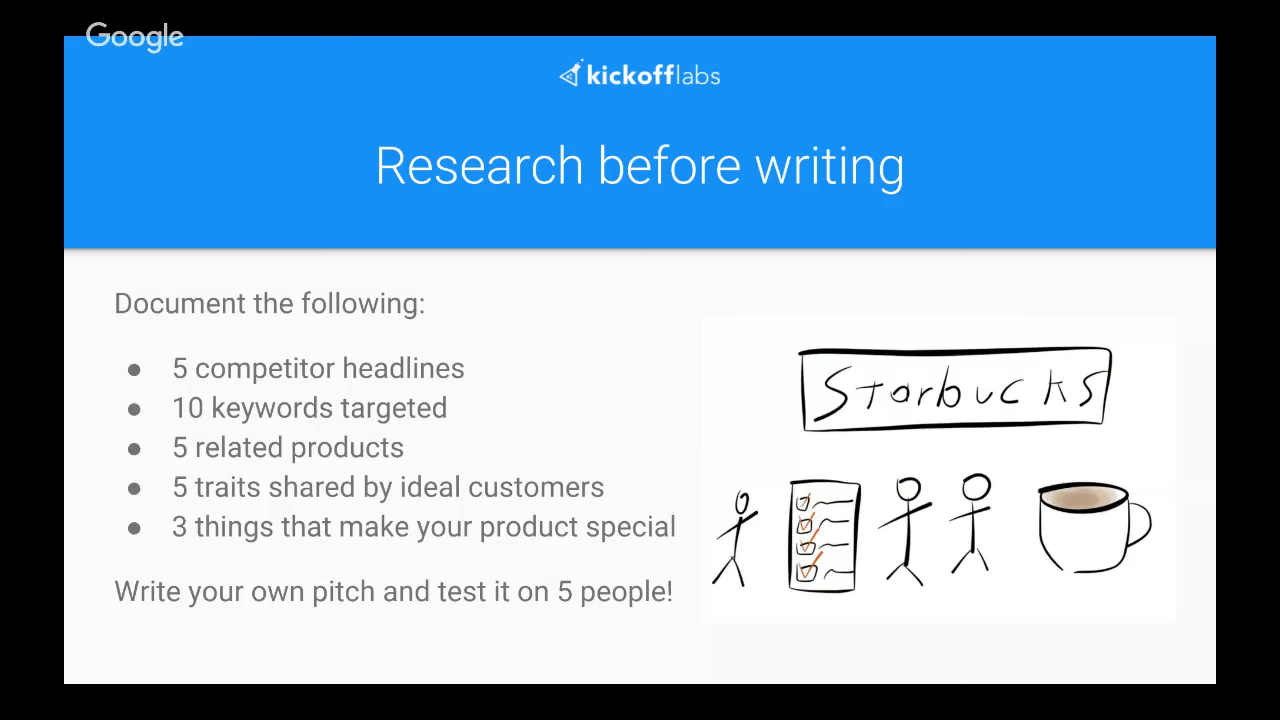 Google
kickofflabs
Research before writing
Document the following:
● 5 competitor headlines
● 10 keywords targeted
● 5 related products
● 5 traits shared by ideal customers
● 3 things that make your product special
Write your own pitch and test it on 5 people!
Starbucks